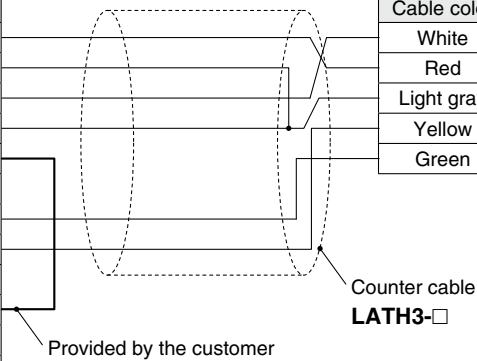 Cable colo
White
Red
Light gra
Yellow
Green
Counter cable
LATH3-□
Provided by the customer